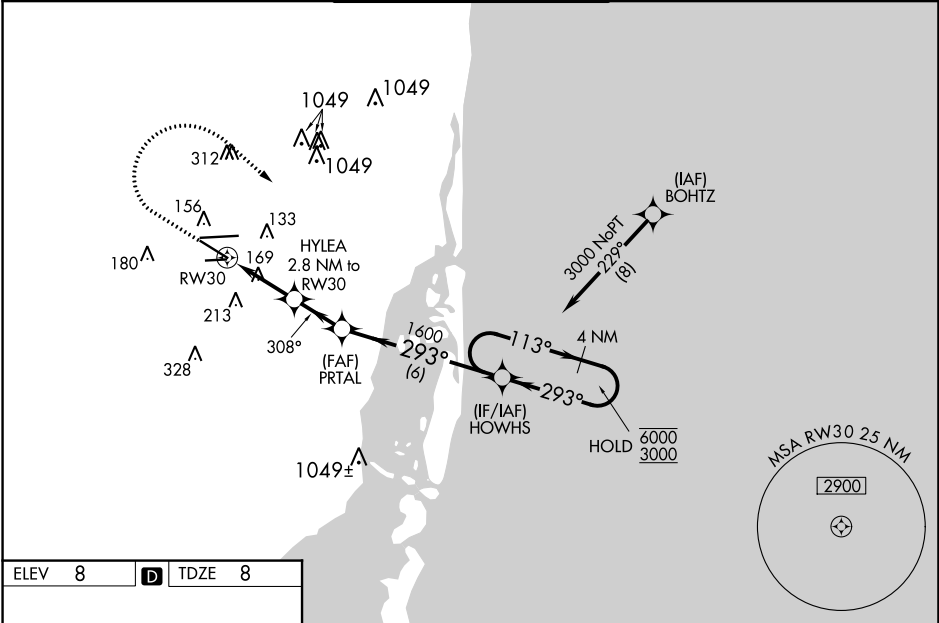 1049
1049
1049
312
(IAF)
BOHTZ
3000 NoPT
229°
(8)
156
133
180
169
HYLEA
2.8 NM to
RW30
RW30
213
308°
328
(FAF)
PRTAL
1600
293°
(6)
113°
4 NM
293°
(IF/IAF)
HOWHS
HOLD 6000
3000
1049±
MSA RW30 25 NM
2900
ELEV 8 D TDZE 8